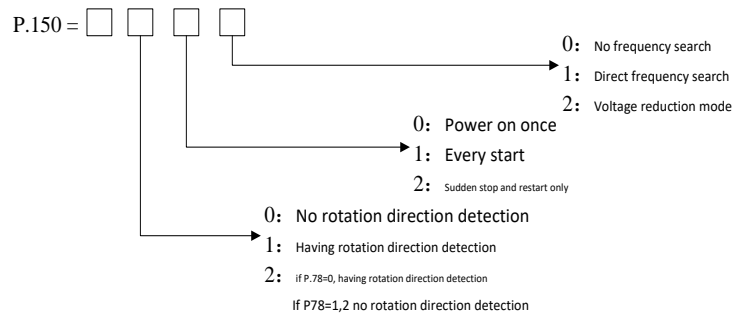 P.150 = □ □ □ □
0: No frequency search
1: Direct frequency search
2: Voltage reduction mode
0: Power on once
1: Every start
2: Sudden stop and restart only
0: No rotation direction detection
1: Having rotation direction detection
2: if P.78=0, having rotation direction detection
If P78=1,2 no rotation direction detection